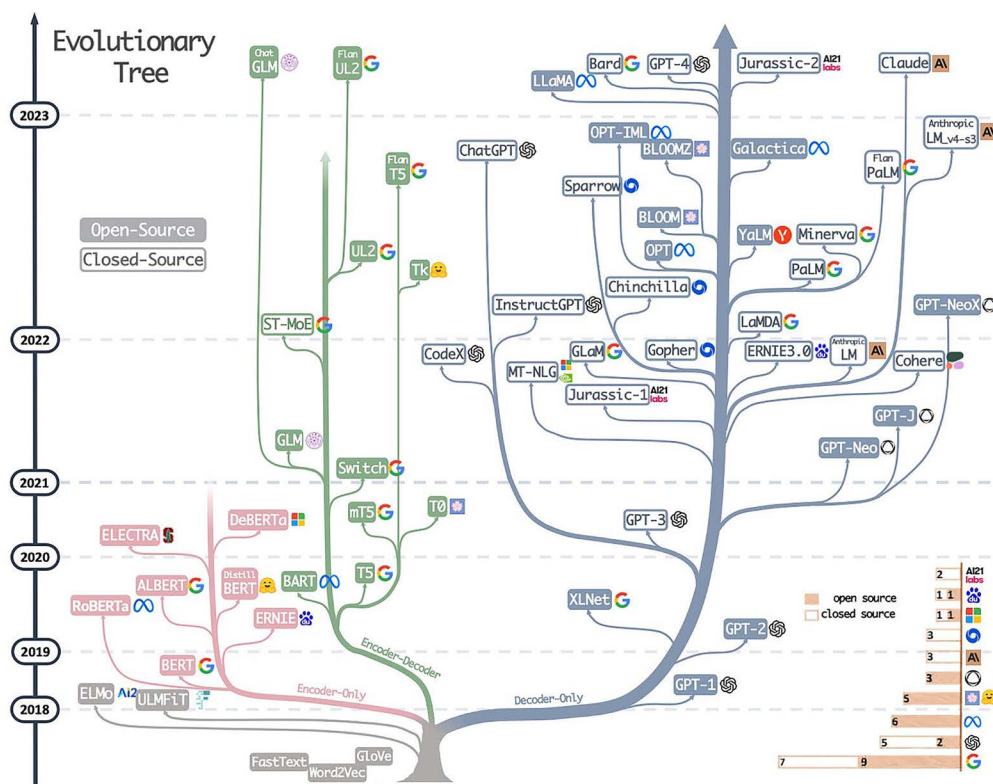 Evolutionary
Tree
2023
2022
2021
2020
2019
2018
Open-Source
Closed-Source
Chat
GLM
Flan
UL2
Bard
GPT-4
Jurassic-2
AI21
labs
Claude
A\
LLaMA
OPT-IML
BLOOMZ
Galactica
Anthropic
LM_v4-s3
A\
ChatGPT
Flan
T5
Flan
PaLM
Sparrow
BLOOM
YaLM
Y
Minerva
UL2
OPT
Tk
PaLM
Chinchilla
InstructGPT
GPT-NeoX
ST-MoE
LaMDA
CodeX
GLaM
Gopher
ERNIE3.0
Anthropic
LM
A\
Cohere
MT-NLG
Jurassic-1
AI21
labs
GPT-J
GLM
GPT-Neo
Switch
mT5
T0
DeBERTa
GPT-3
ELECTRA
S
ALBERT
Distill
BERT
BART
T5
RoBERTa
XLNet
ERNIE
GPT-2
BERT
Encoder-Decoder
ELMo
Ai2
ULMFiT
Encoder-Only
Decoder-Only
GPT-1
FastText
GloVe
Word2Vec
open source
closed source
2
AI21
labs
1 1
1 1
3
3
A\
3
5
6
5 2
7 9